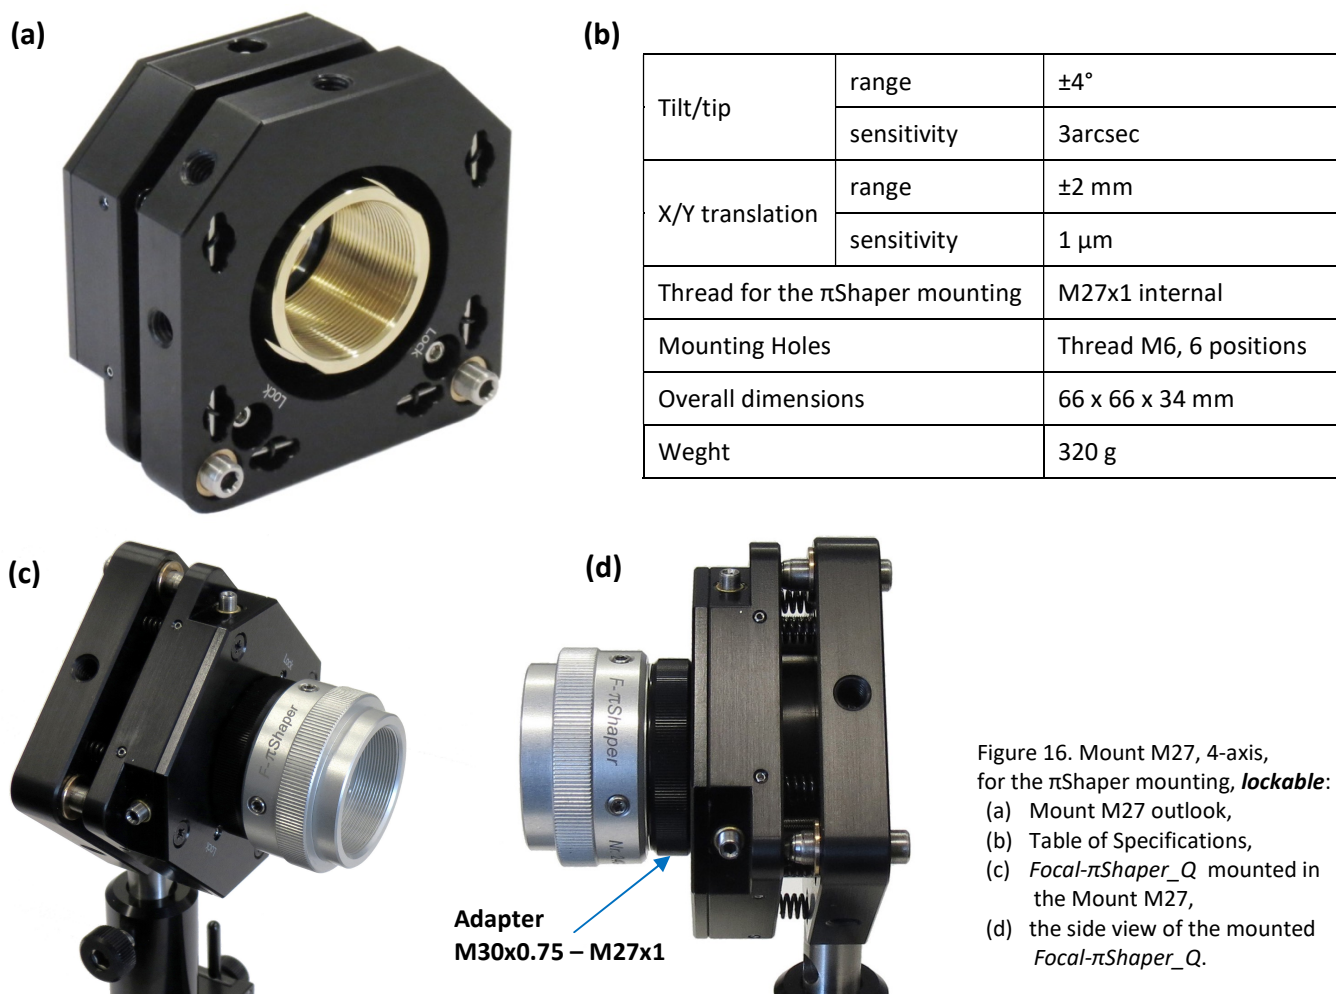 (a)
(b)
Tilt/tip
range
±4°
sensitivity
3arcsec
X/Y translation
range
±2 mm
sensitivity
1 µm
Thread for the πShaper mounting
M27x1 internal
Mounting Holes
Thread M6, 6 positions
Overall dimensions
66 x 66 x 34 mm
Weght
320 g
Lock
Lock
(c)
Lock
F-πShaper
Lock
(d)
F-πShaper
Adapter
M30x0.75 – M27x1
Figure 16. Mount M27, 4-axis,
for the πShaper mounting, lockable:
(a) Mount M27 outlook,
(b) Table of Specifications,
(c) Focal-πShaper_Q mounted in
the Mount M27,
(d) the side view of the mounted
Focal-πShaper_Q.